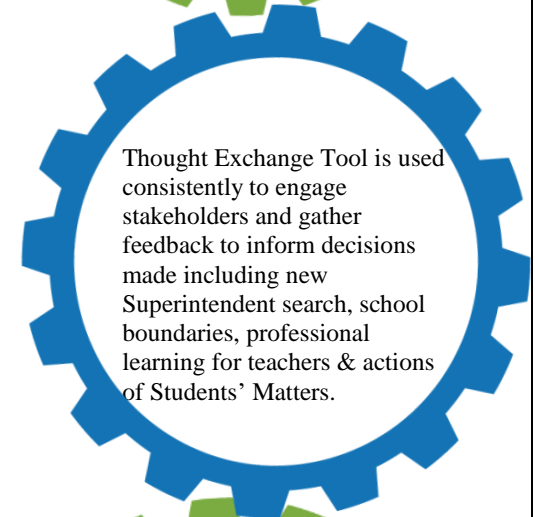 Thought Exchange Tool is used
consistently to engage
stakeholders and gather
feedback to inform decisions
made including new
Superintendent search, school
boundaries, professional
learning for teachers & actions
of Students’ Matters.